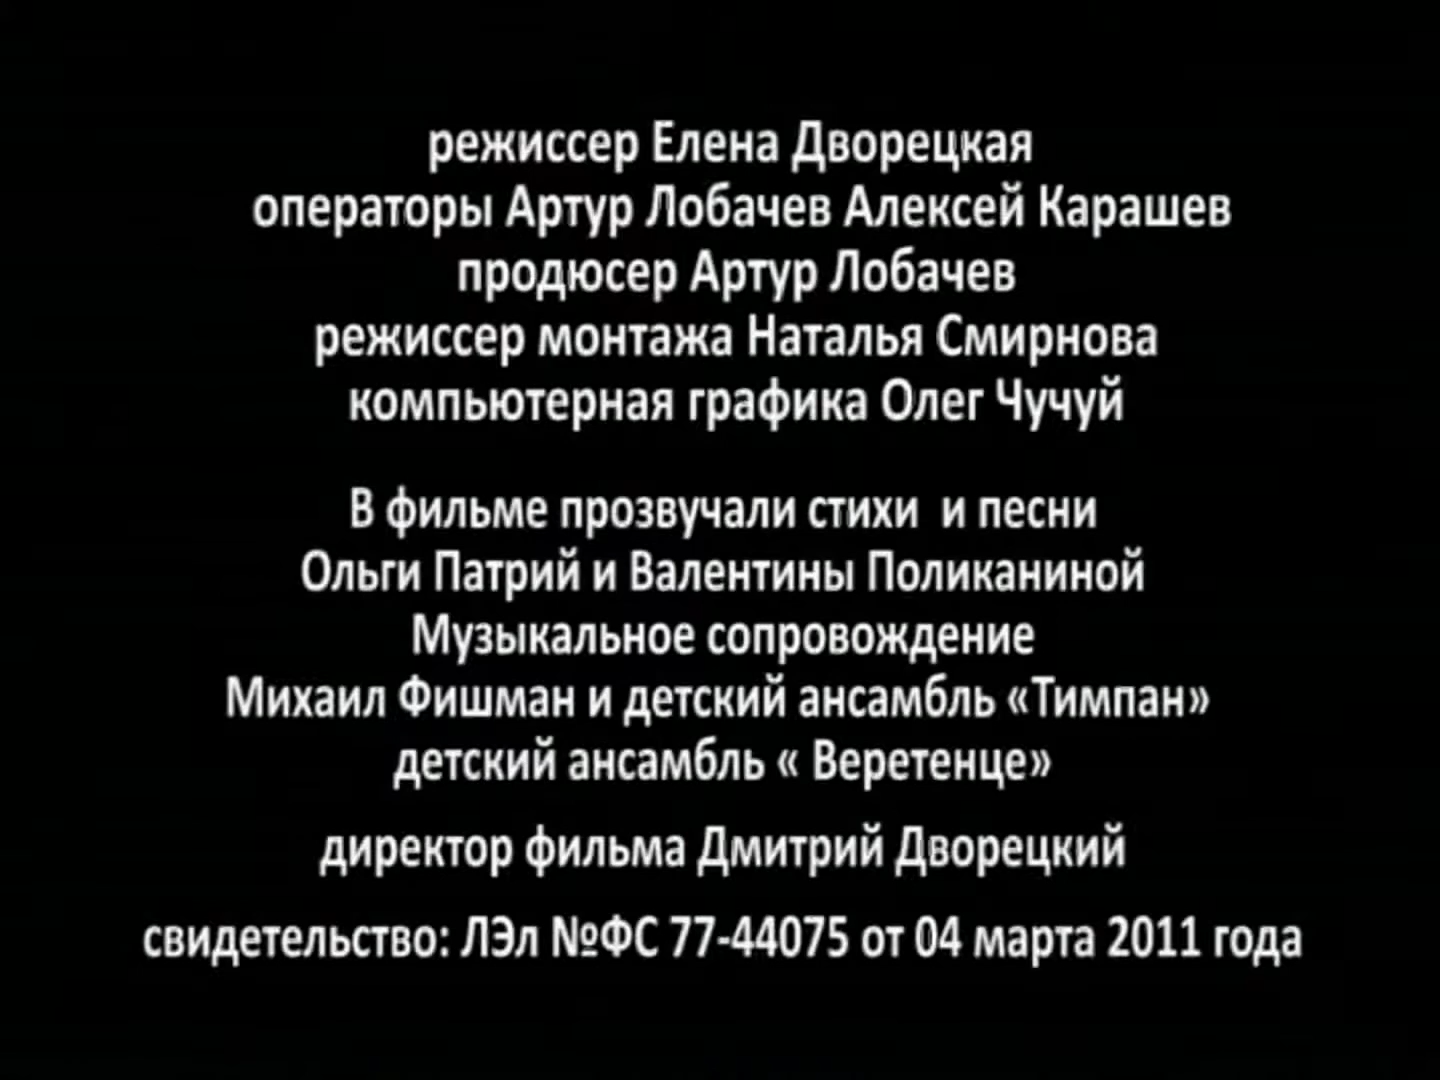 режиссер Елена Дворецкая
операторы Артур Лобачев Алексей Карашев
продюсер Артур Лобачев
режиссер монтажа Наталья Смирнова
компьютерная графика Олег Чучуй
В фильме прозвучали стихи  и песни
Ольги Патрий и Валентины Поликаниной
Музыкальное сопровождение
Михаил Фишман и детский ансамбль «Тимпан»
детский ансамбль « Веретенце»
директор фильма Дмитрий Дворецкий
свидетельство: ЛЭл №ФС 77-44075 от 04 марта 2011 года